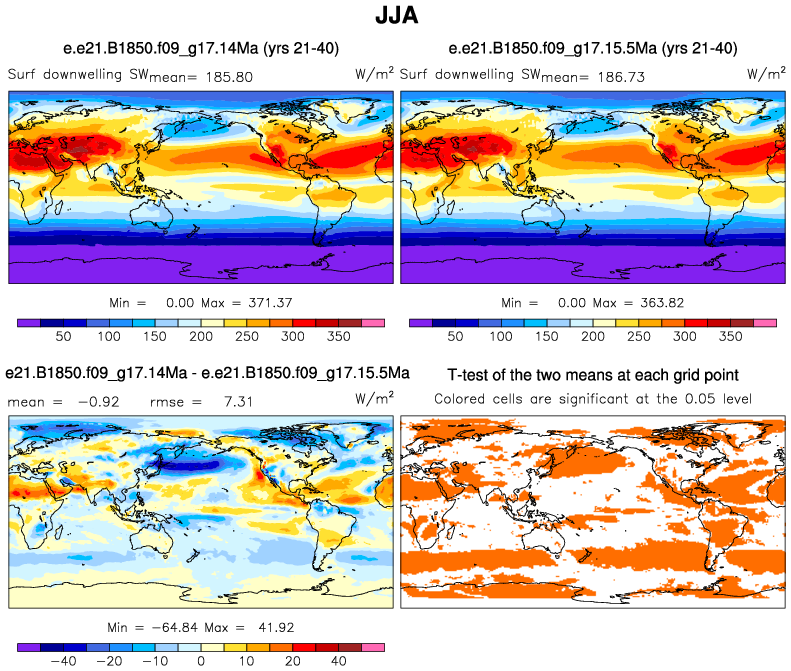 JJA
e.e21.B1850.f09_g17.14Ma (yrs 21-40)
e.e21.B1850.f09_g17.15.5Ma (yrs 21-40)
Surf downwelling SW mean= 185.80 W/m²
Surf downwelling SW mean= 186.73 W/m²
Min = 0.00 Max = 371.37
Min = 0.00 Max = 363.82
50 100 150 200 250 300 350
50 100 150 200 250 300 350
e21.B1850.f09_g17.14Ma - e.e21.B1850.f09_g17.15.5Ma
T-test of the two means at each grid point
mean = -0.92 rmse = 7.31 W/m²
Colored cells are significant at the 0.05 level
Min = -64.84 Max = 41.92
-40 -20 -10 0 10 20 40